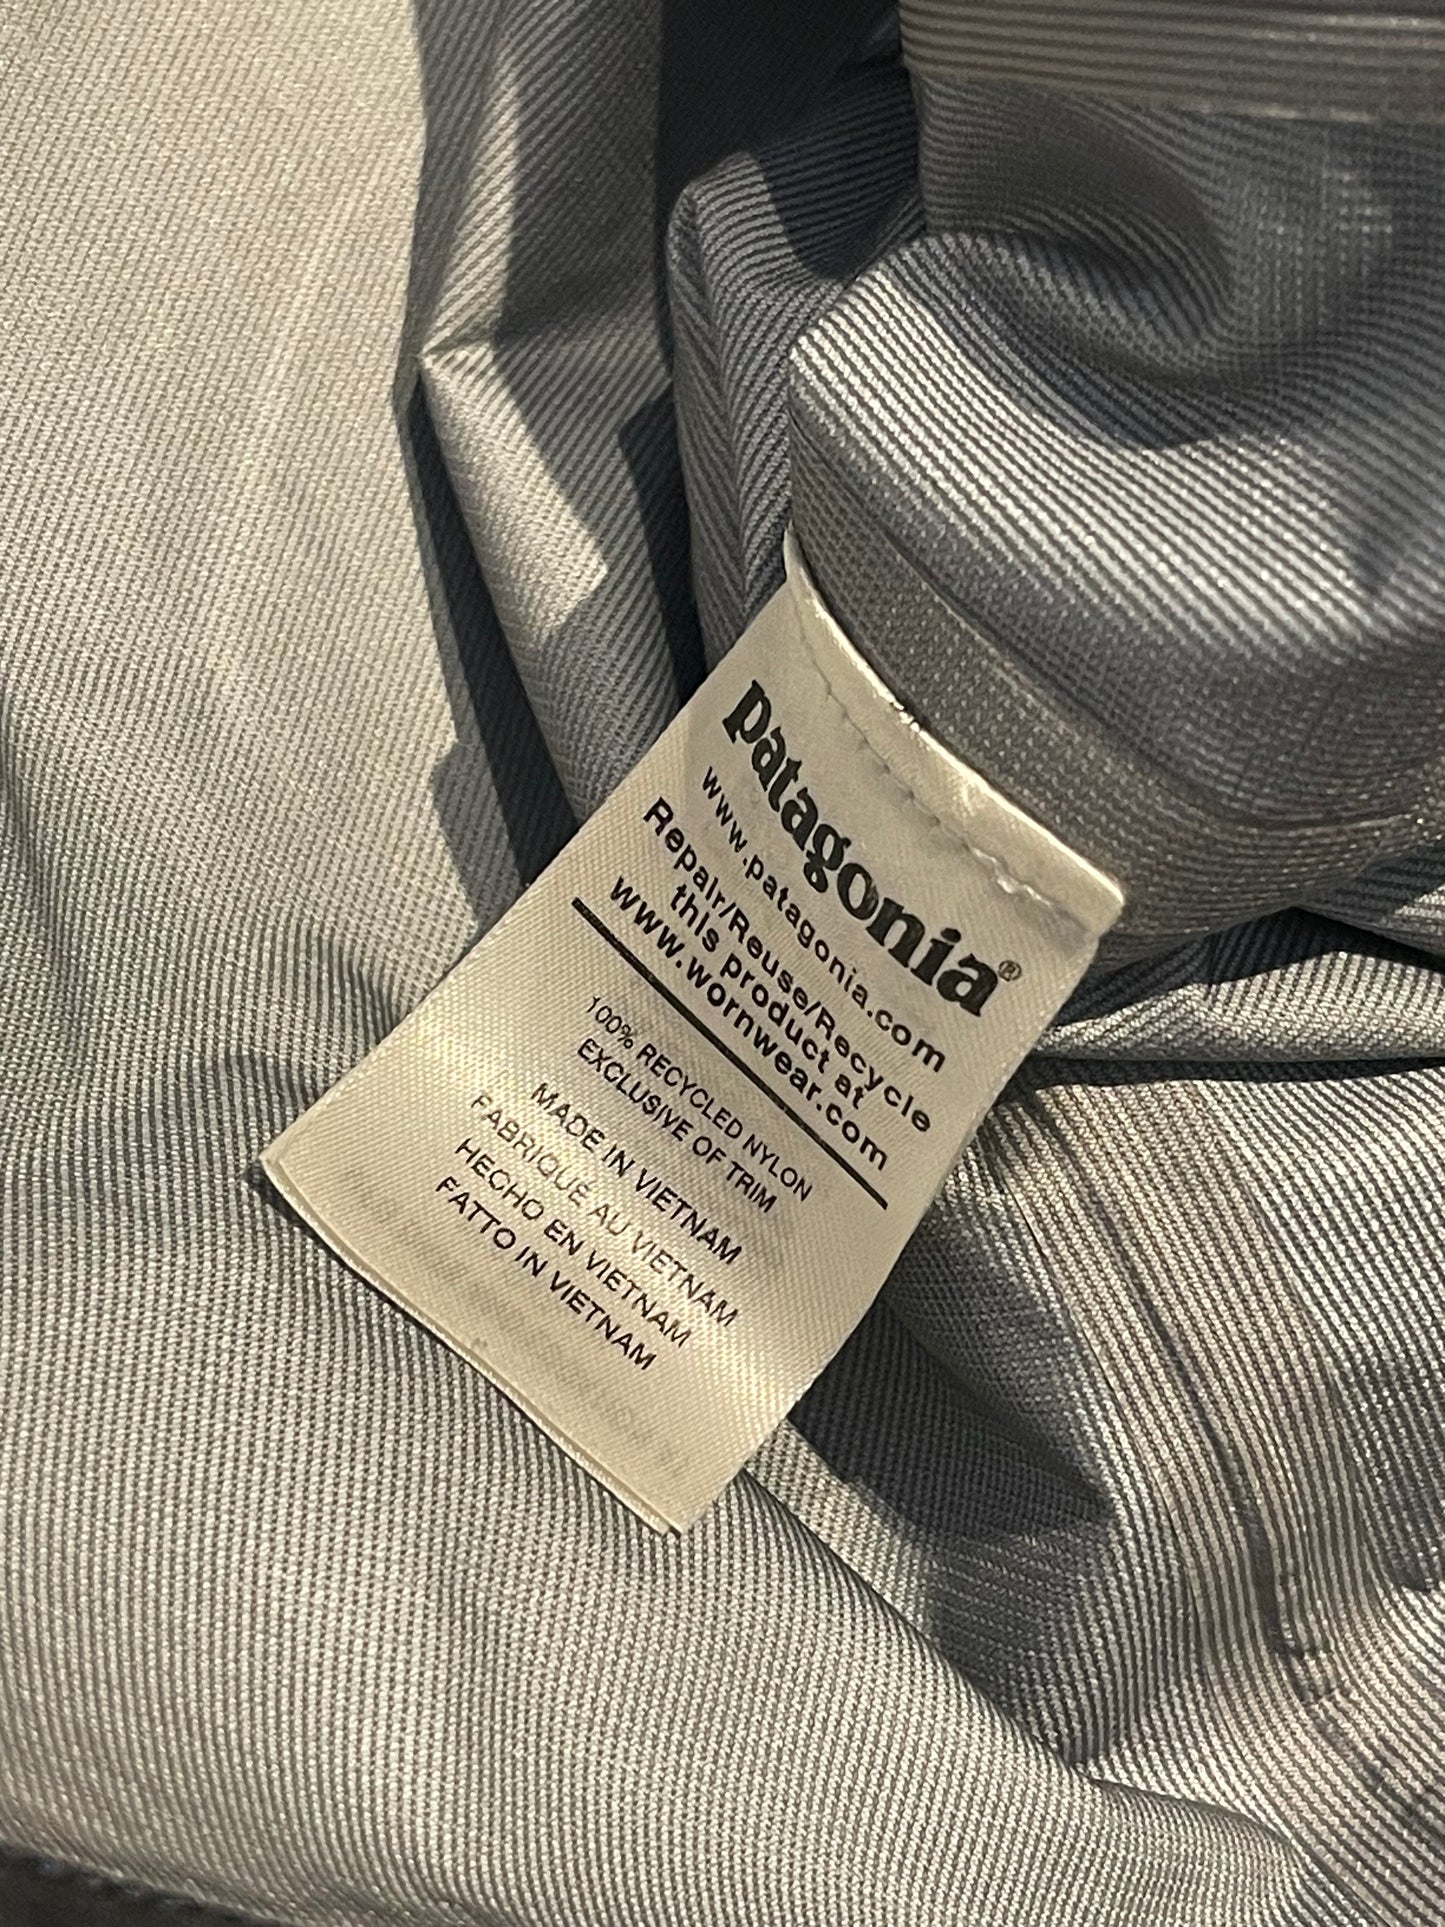 patagonia®
www.patagonia.com
Repair/Reuse/Recycle
this product at
www.wornwear.com
100% RECYCLED NYLON
EXCLUSIVE OF TRIM
MADE IN VIETNAM
FABRIQUÉ AU VIETNAM
HECHO EN VIETNAM
FATTO IN VIETNAM